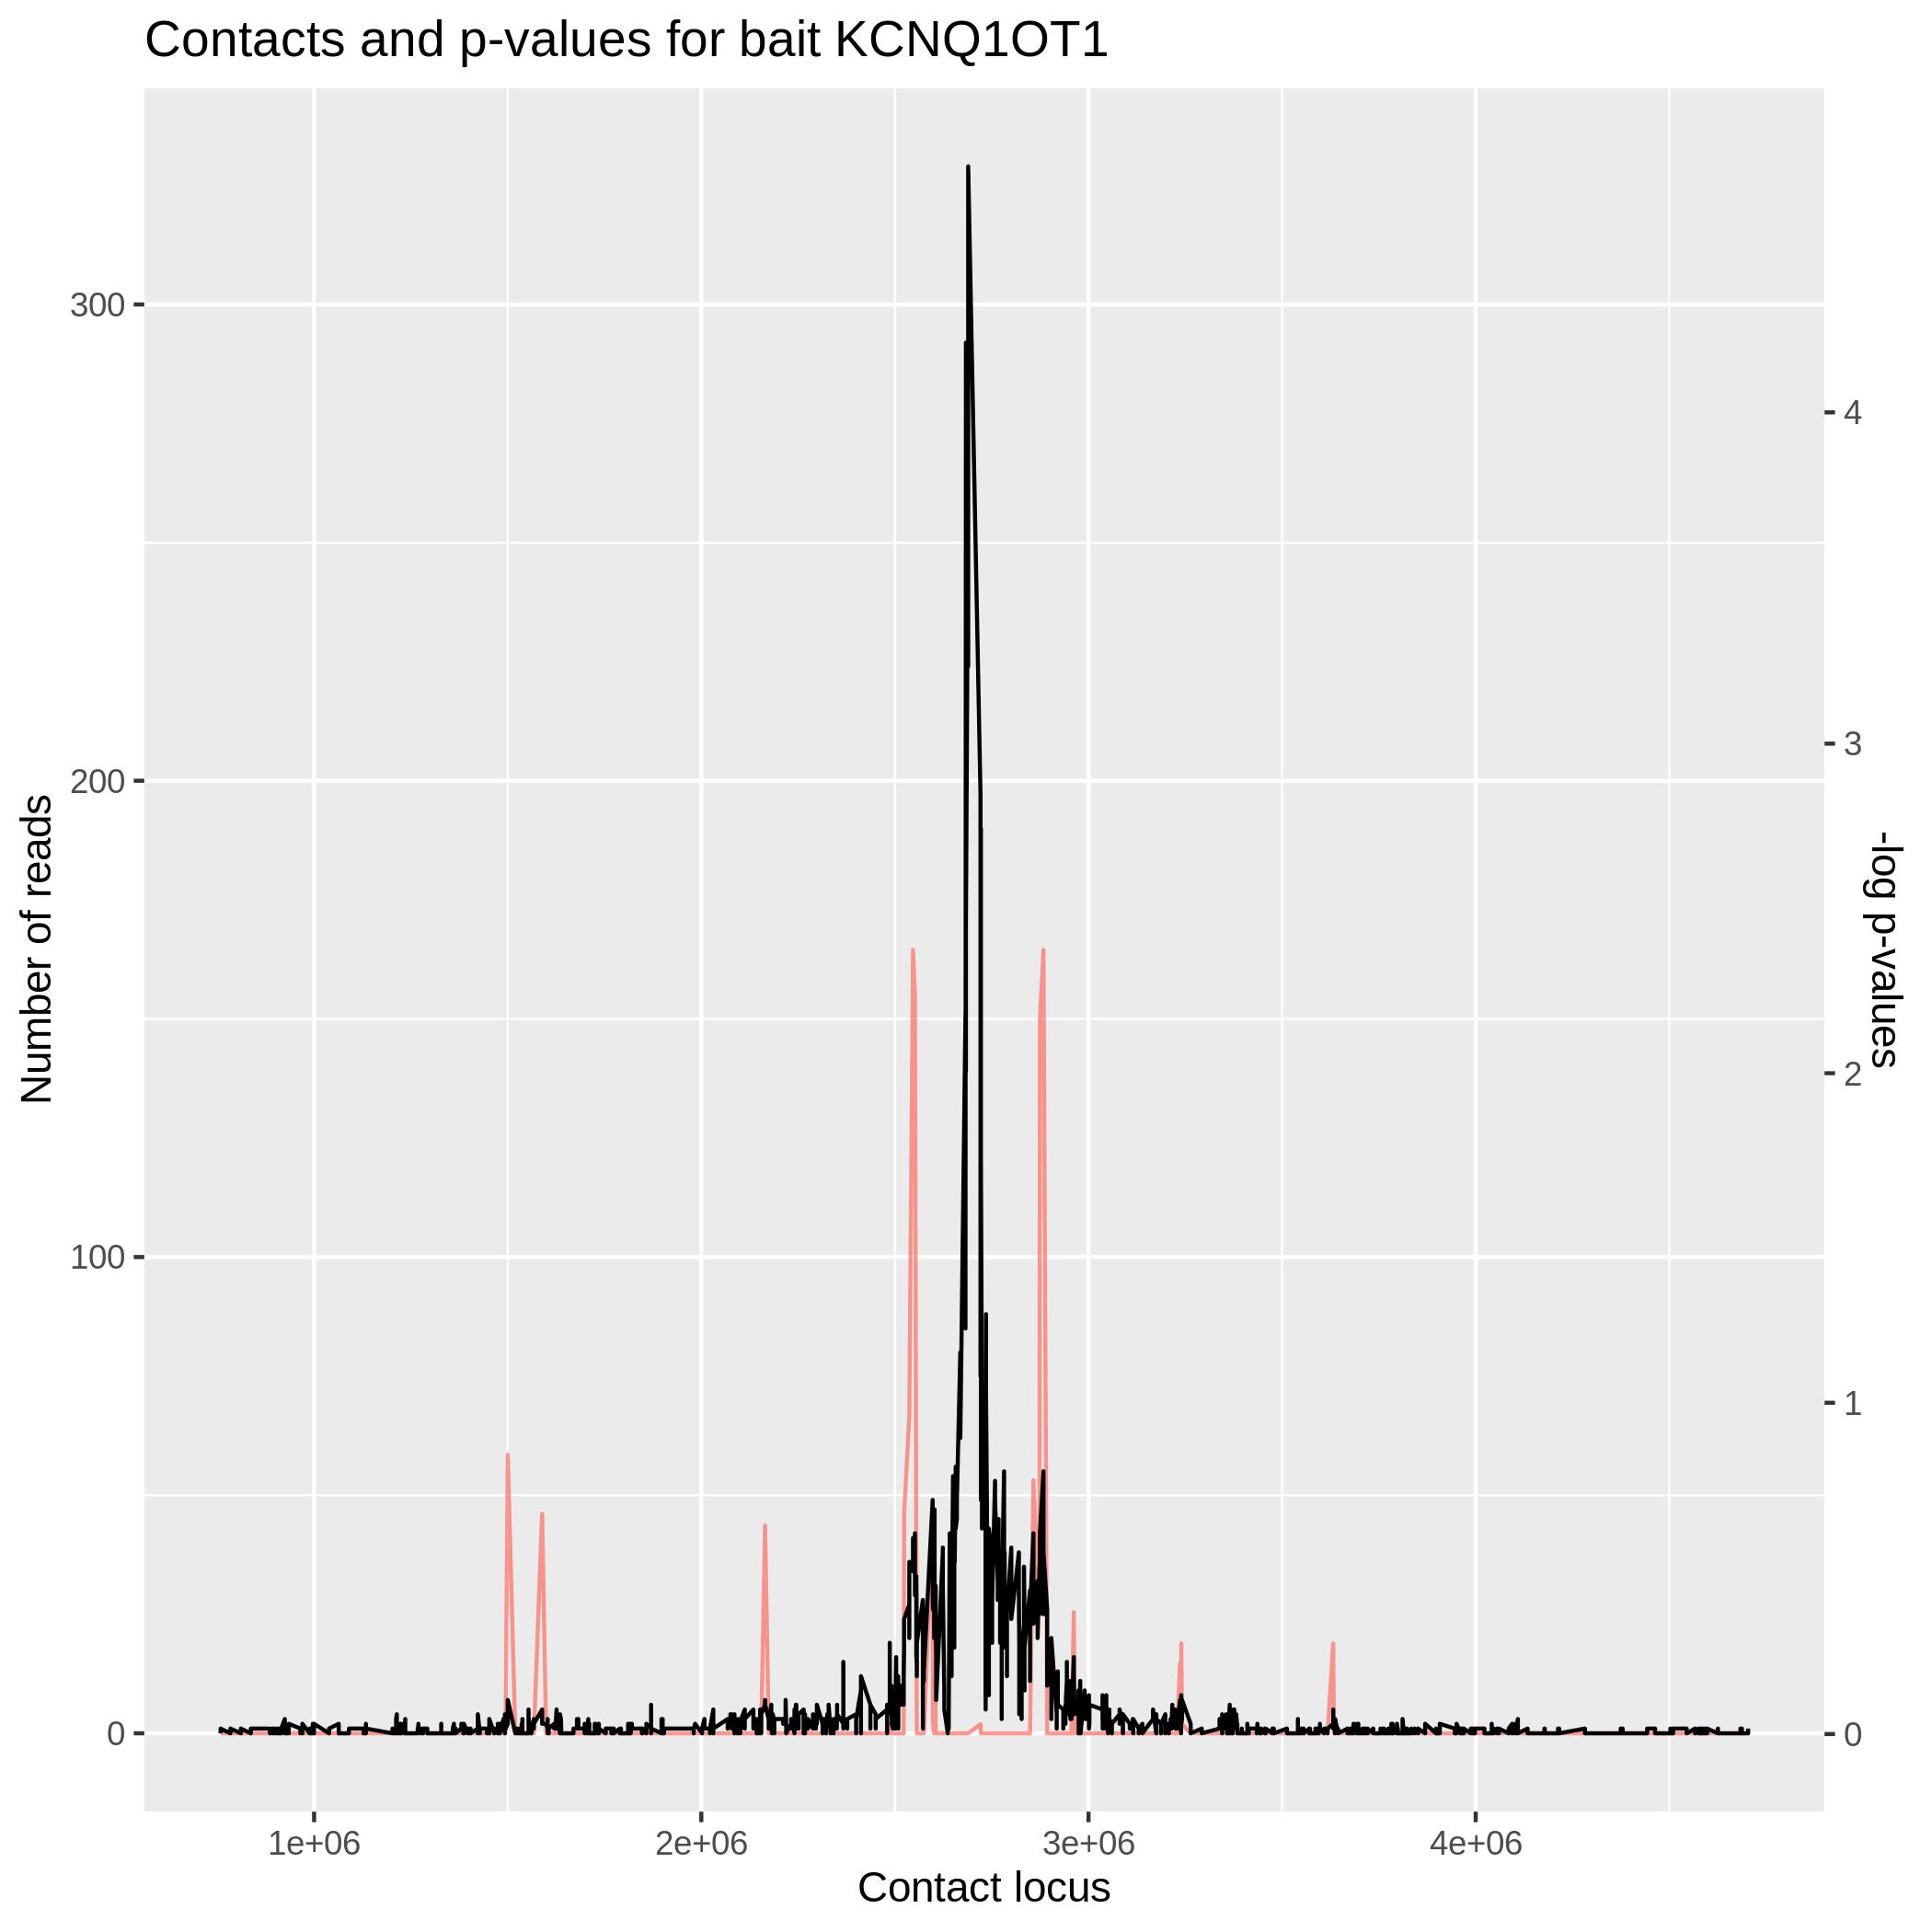 Contacts and p-values for bait KCNQ1OT1
300
200
100
0
Number of reads
4
3
2
1
0
-log p-values
1e+06
2e+06
3e+06
4e+06
Contact locus